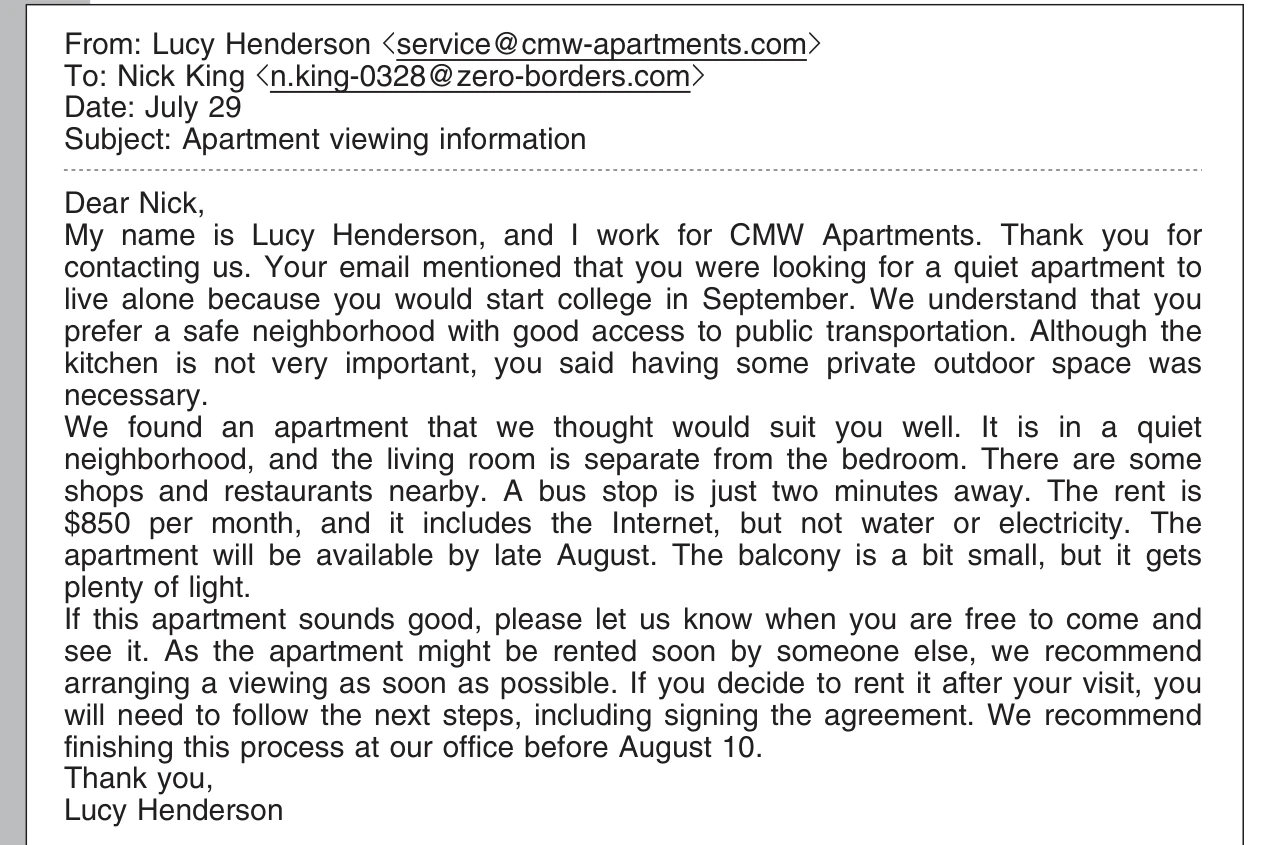 From: Lucy Henderson <service@cmw-apartments.com>
To: Nick King <n.king-0328@zero-borders.com>
Date: July 29
Subject: Apartment viewing information
Dear Nick,
My name is Lucy Henderson, and I work for CMW Apartments. Thank you for
contacting us. Your email mentioned that you were looking for a quiet apartment to
live alone because you would start college in September. We understand that you
prefer a safe neighborhood with good access to public transportation. Although the
kitchen is not very important, you said having some private outdoor space was
necessary.
We found an apartment that we thought would suit you well. It is in a quiet
neighborhood, and the living room is separate from the bedroom. There are some
shops and restaurants nearby. A bus stop is just two minutes away. The rent is
$850 per month, and it includes the Internet, but not water or electricity. The
apartment will be available by late August. The balcony is a bit small, but it gets
plenty of light.
If this apartment sounds good, please let us know when you are free to come and
see it. As the apartment might be rented soon by someone else, we recommend
arranging a viewing as soon as possible. If you decide to rent it after your visit, you
will need to follow the next steps, including signing the agreement. We recommend
finishing this process at our office before August 10.
Thank you,
Lucy Henderson